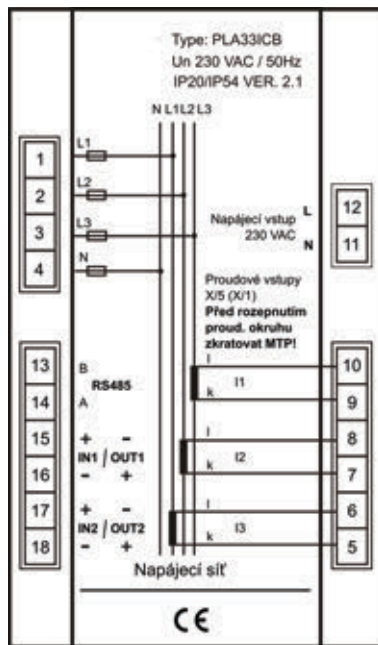 Type: PLA33ICB
Un 230 VAC / 50Hz
IP20/IP54 VER. 2.1
N L1 L2 L3
1 L1
2 L2
3 L3
4 N
Napájecí vstup L 12
230 VAC N 11
Proudové vstupy
X/5 (X/1)
Před rozepnutím
proud. okruhu
zkratovat MTP!
13 B
RS485
14 A
15 + -
IN1 / OUT1
16 - +
17 + -
IN2 / OUT2
18 - +
l 10
I1
k 9
l 8
I2
k 7
l 6
I3
k 5
Napájecí síť
CE